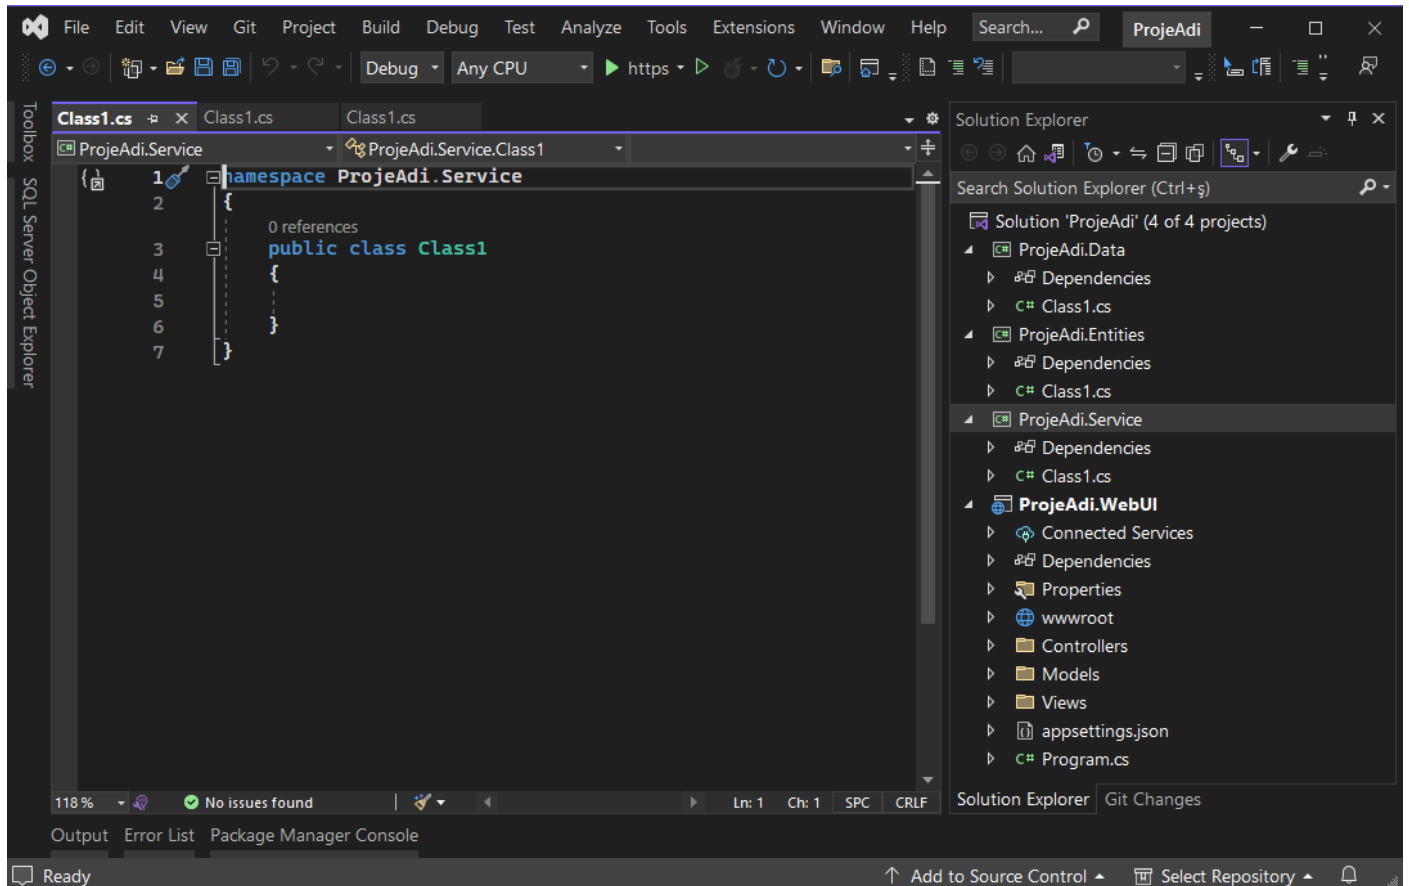 File Edit View Git Project Build Debug Test Analyze Tools Extensions Window Help Search... ProjeAdi
Debug Any CPU https
Toolbox
SQL Server Object Explorer
Class1.cs Class1.cs Class1.cs
ProjeAdi.Service ProjeAdi.Service.Class1
1 namespace ProjeAdi.Service
2 {
0 references
3 public class Class1
4 {
5
6 }
7 }
118 % No issues found Ln: 1 Ch: 1 SPC CRLF
Output Error List Package Manager Console
Solution Explorer
Search Solution Explorer (Ctrl+ş)
Solution 'ProjeAdi' (4 of 4 projects)
C# ProjeAdi.Data
Dependencies
C# Class1.cs
C# ProjeAdi.Entities
Dependencies
C# Class1.cs
C# ProjeAdi.Service
Dependencies
C# Class1.cs
ProjeAdi.WebUI
Connected Services
Dependencies
Properties
wwwroot
Controllers
Models
Views
appsettings.json
C# Program.cs
Solution Explorer Git Changes
Ready Add to Source Control Select Repository